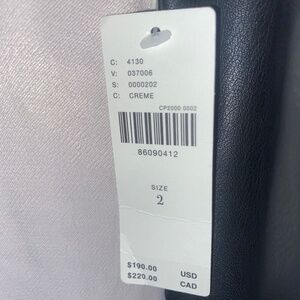 C: 4130
V: 037006
S: 0000202
C: CREME
CP2000 0002
86090412
SIZE
2
$190.00 USD
$220.00 CAD